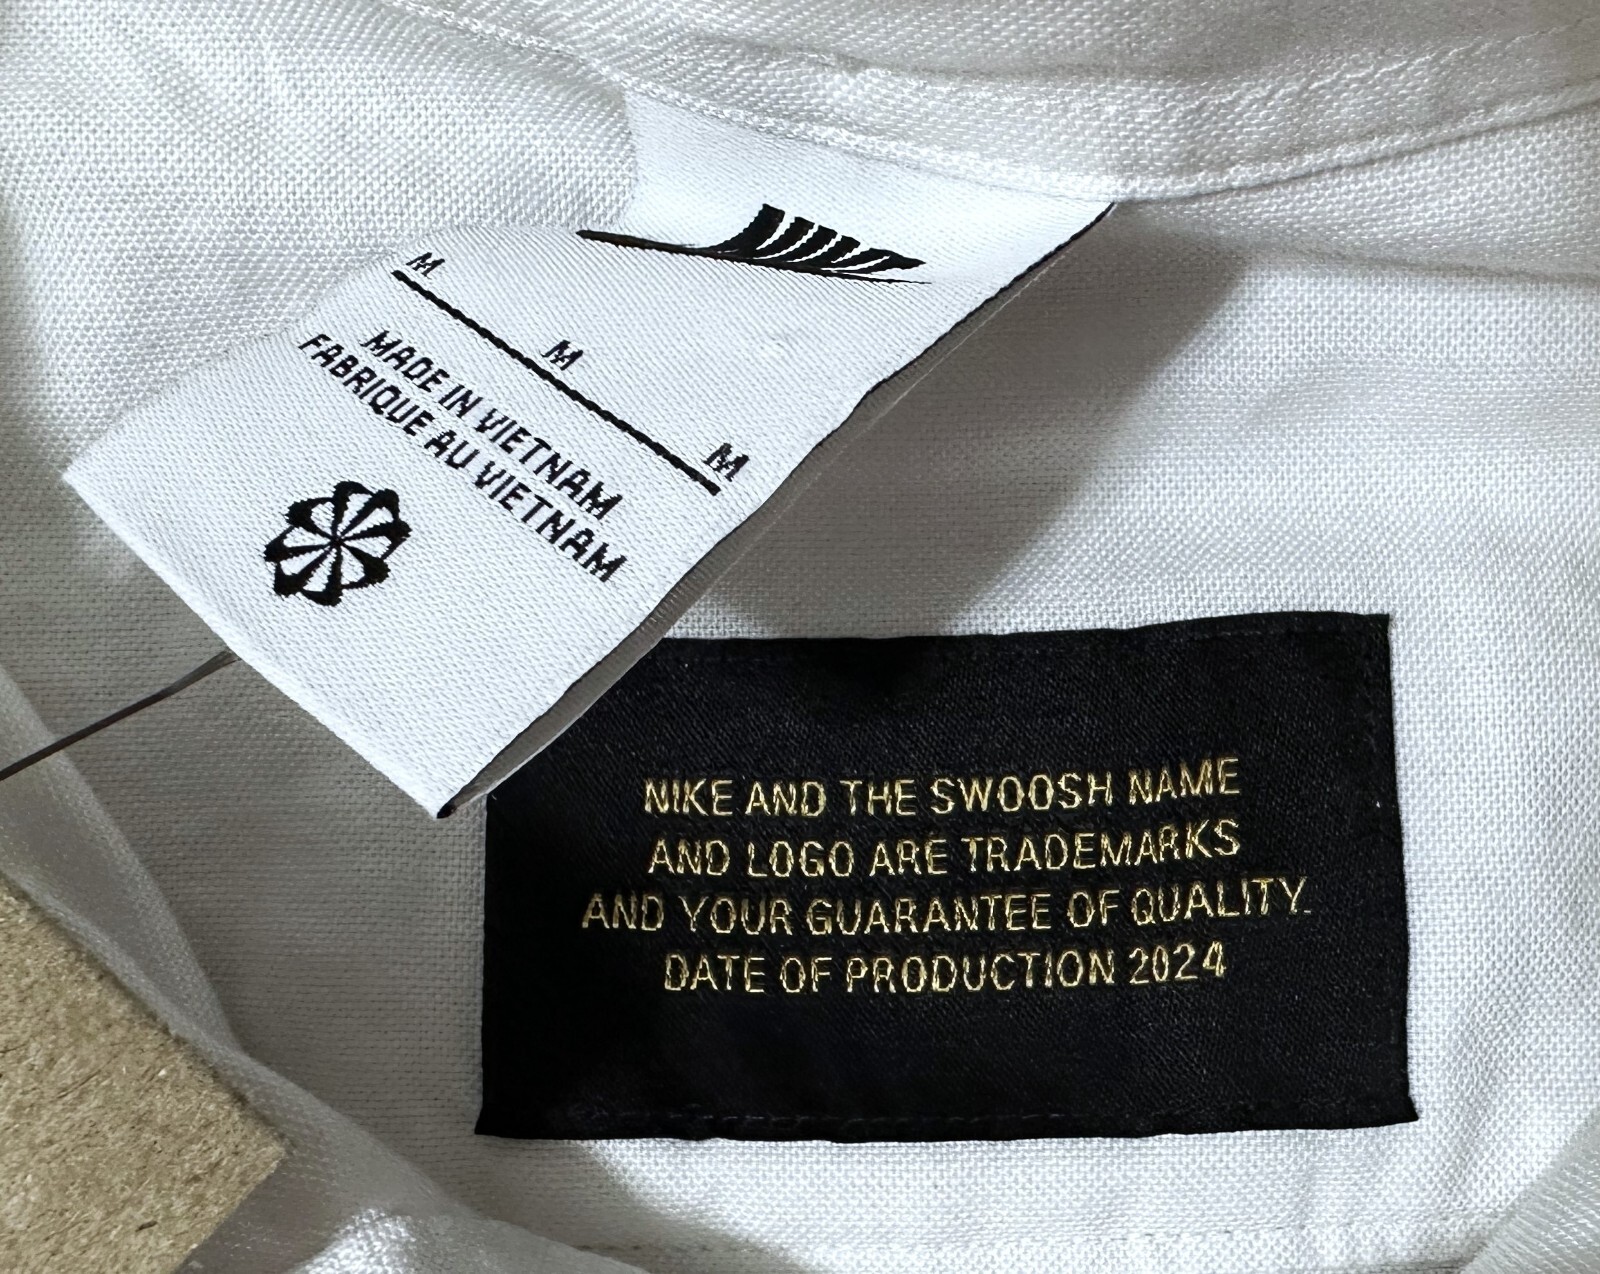 M
M
M
MADE IN VIETNAM
FABRIQUE AU VIETNAM
NIKE AND THE SWOOSH NAME
AND LOGO ARE TRADEMARKS
AND YOUR GUARANTEE OF QUALITY.
DATE OF PRODUCTION 2024